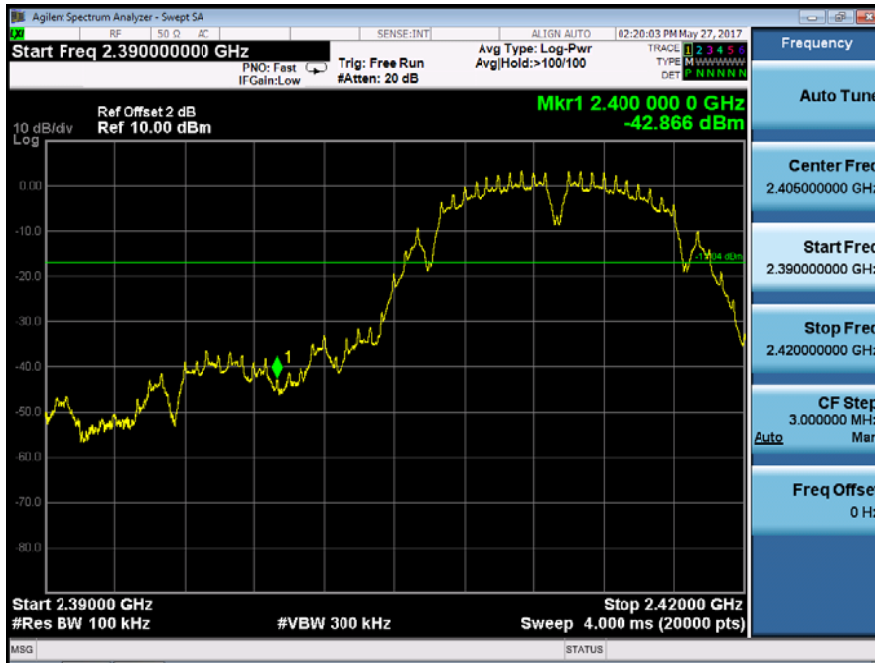 Agilent Spectrum Analyzer - Swept SA
LXI RF 50 Ω AC SENSE:INT ALIGN AUTO 02:20:03 PM May 27, 2017
Start Freq 2.390000000 GHz
PNO: Fast
IFGain:Low
Trig: Free Run
#Atten: 20 dB
Avg Type: Log-Pwr
Avg|Hold:>100/100
TRACE 1 2 3 4 5 6
TYPE M W W W W W
DET P N N N N N
Ref Offset 2 dB
Ref 10.00 dBm
10 dB/div
Log
Mkr1 2.400 000 0 GHz
-42.866 dBm
0.00
-10.0
-20.0
-30.0
-40.0
-50.0
-60.0
-70.0
-80.0
1
Start 2.39000 GHz
Stop 2.42000 GHz
#Res BW 100 kHz
#VBW 300 kHz
Sweep 4.000 ms (20000 pts)
MSG
STATUS
Frequency
Auto Tune
Center Freq
2.405000000 GHz
Start Freq
2.390000000 GHz
Stop Freq
2.420000000 GHz
CF Step
3.000000 MHz
Auto Man
Freq Offset
0 Hz